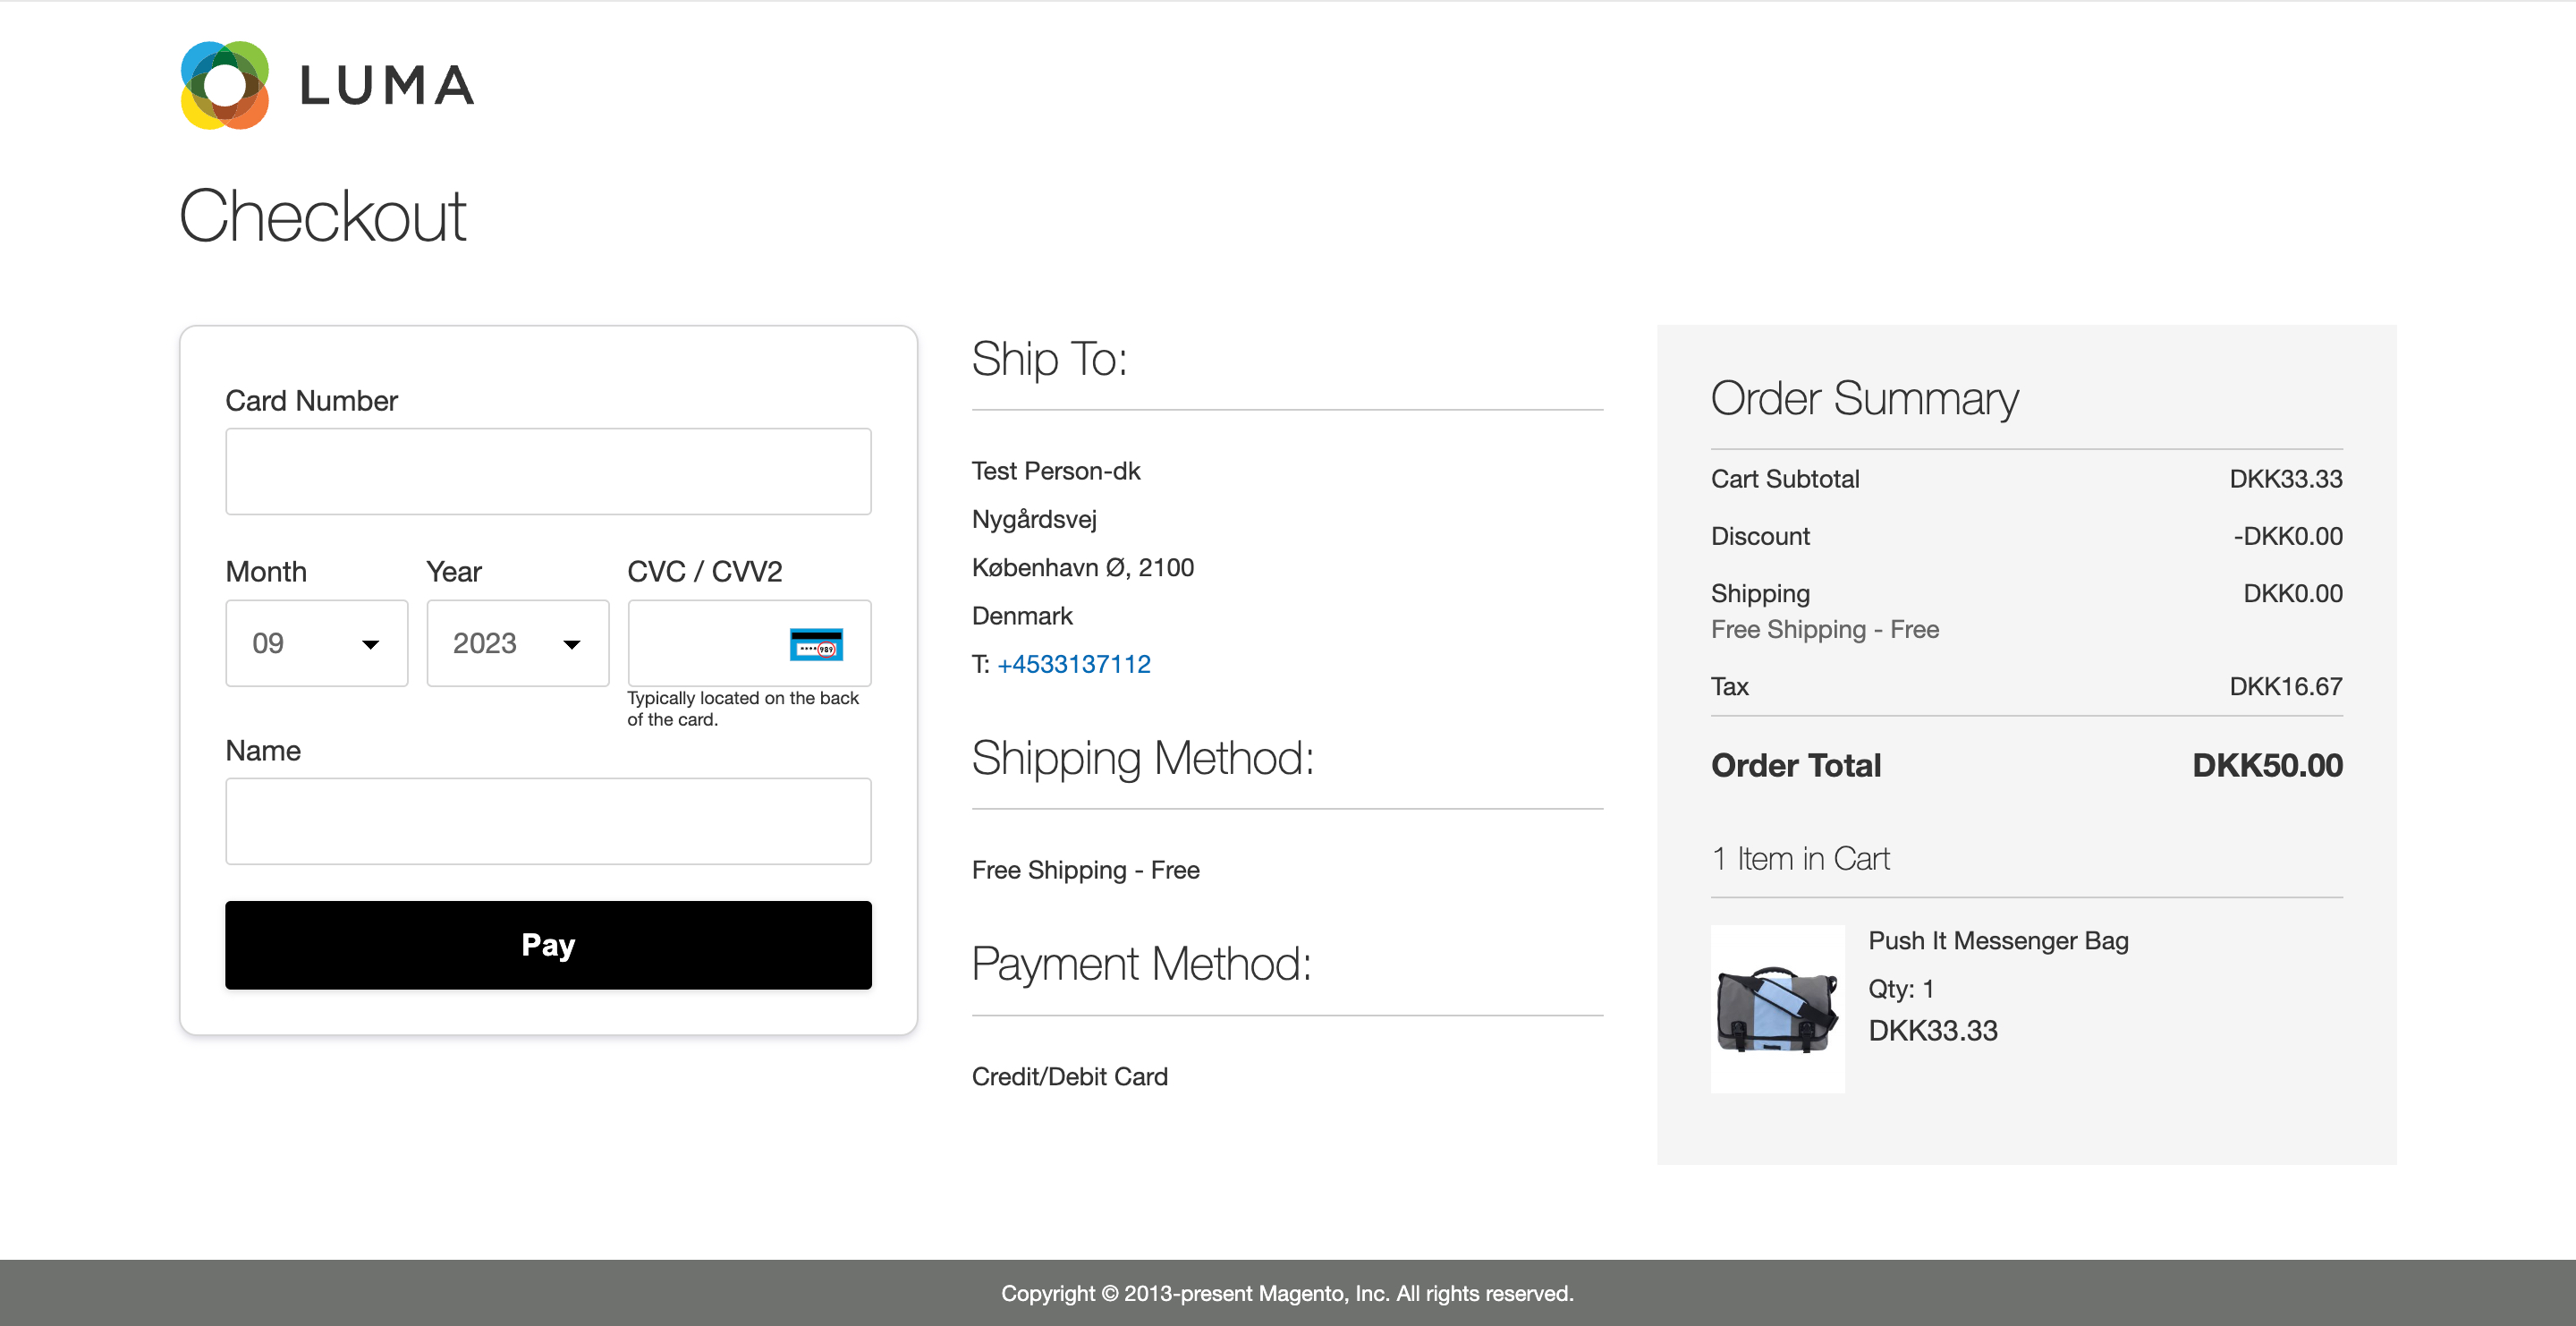 LUMA
Checkout
Card Number
Month
Year
CVC / CVV2
09
2023
989
Typically located on the back
of the card.
Name
Pay
Ship To:
Test Person-dk
Nygårdsvej
København Ø, 2100
Denmark
T: +4533137112
Shipping Method:
Free Shipping - Free
Payment Method:
Credit/Debit Card
Order Summary
Cart Subtotal DKK33.33
Discount -DKK0.00
Shipping DKK0.00
Free Shipping - Free
Tax DKK16.67
Order Total DKK50.00
1 Item in Cart
Push It Messenger Bag
Qty: 1
DKK33.33
Copyright © 2013-present Magento, Inc. All rights reserved.